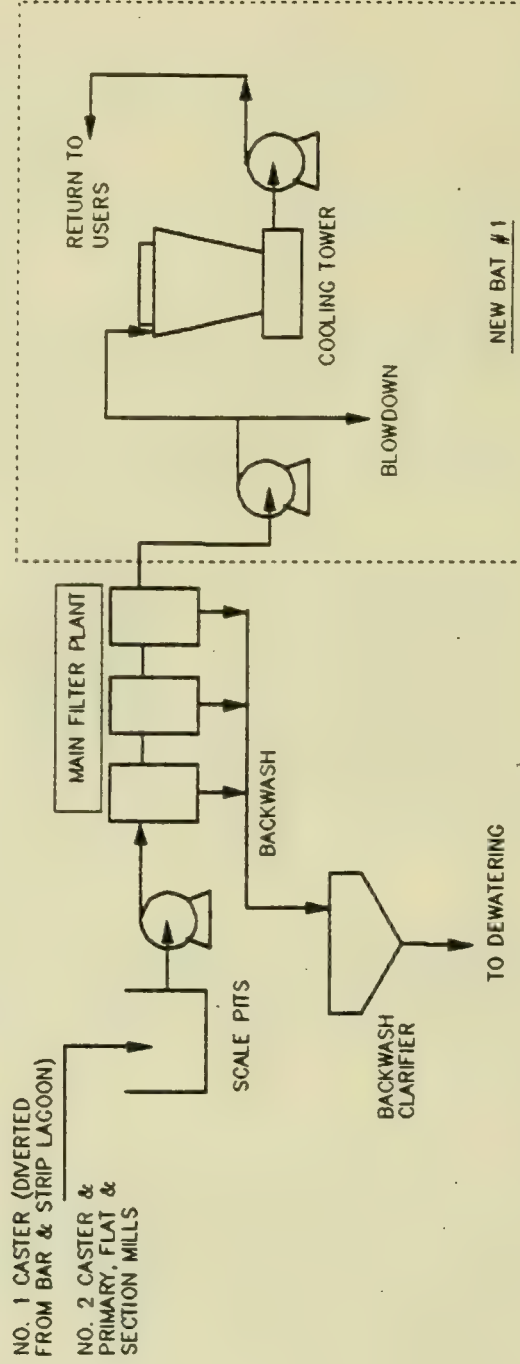 NO. 1 CASTER (DIVERTED
FROM BAR & STRIP LAGOON)
NO. 2 CASTER &
PRIMARY, FLAT &
SECTION MILLS
SCALE PITS
MAIN FILTER PLANT
BACKWASH
BACKWASH
CLARIFIER
TO DEWATERING
BLOWDOWN
COOLING TOWER
RETURN TO
USERS
NEW BAT #1